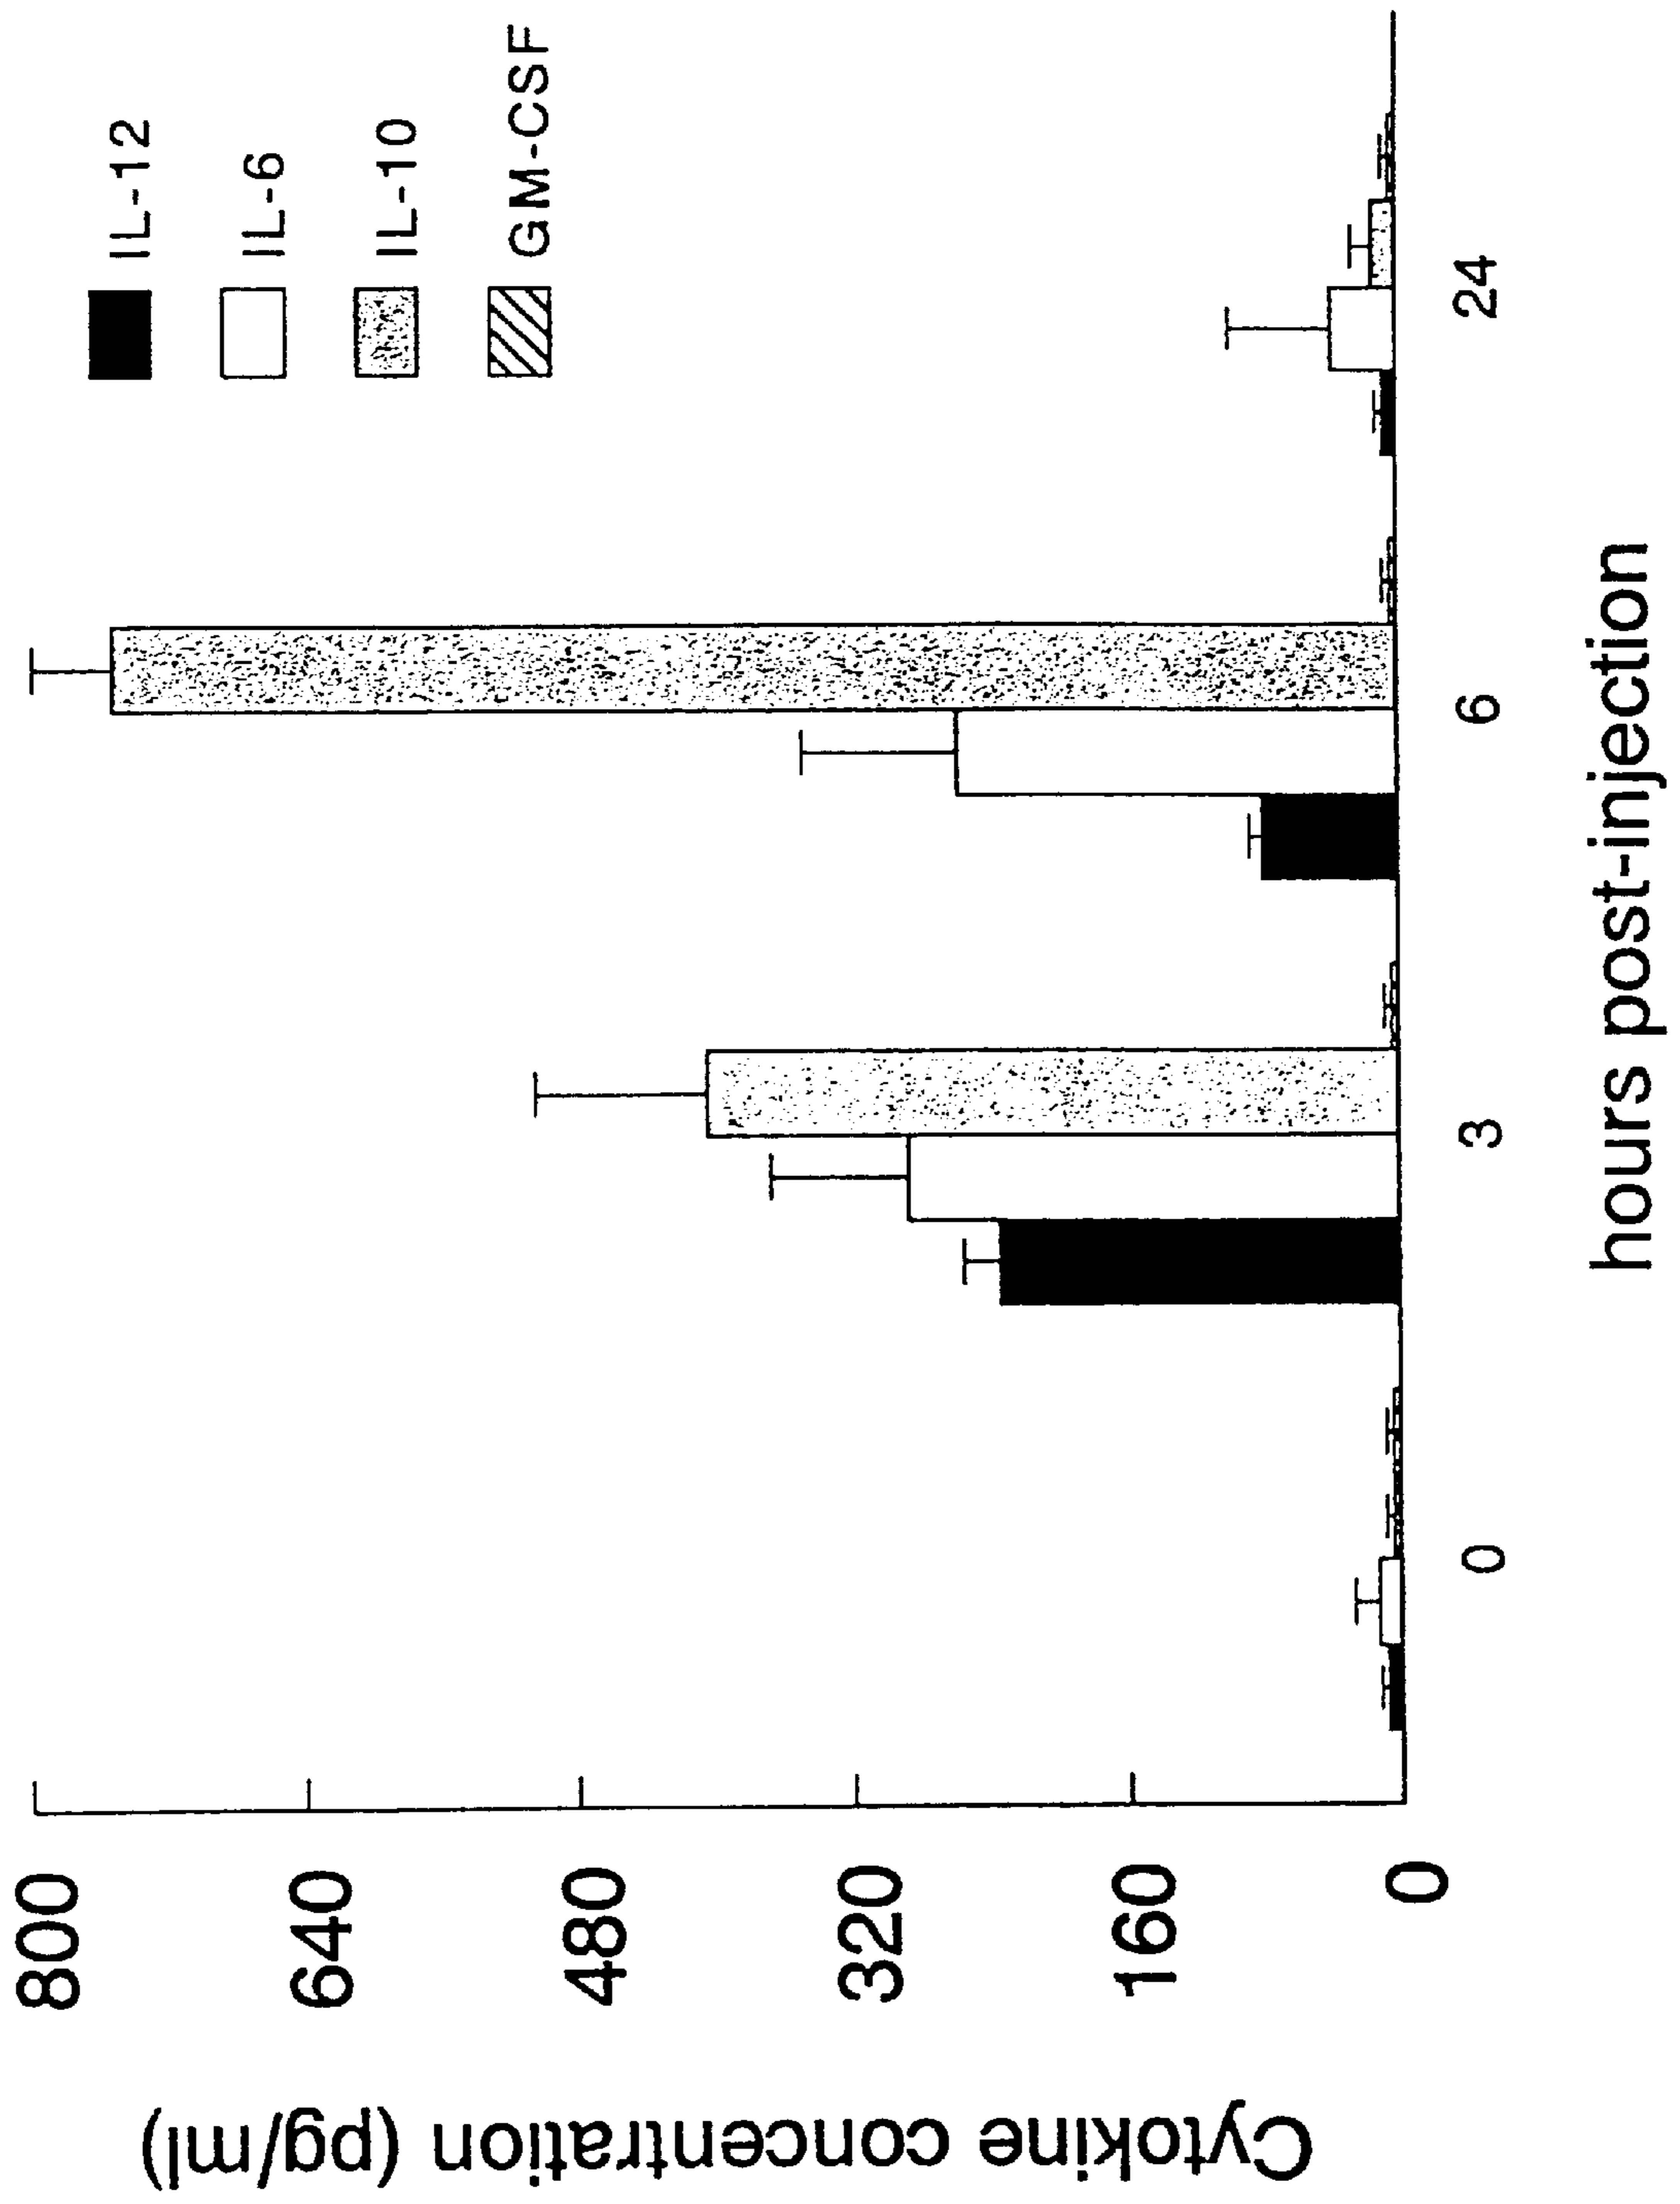 Cytokine concentration (pg/ml)
800
640
480
320
160
0
IL-12
IL-6
IL-10
GM-CSF
0
3
6
24
hours post-injection